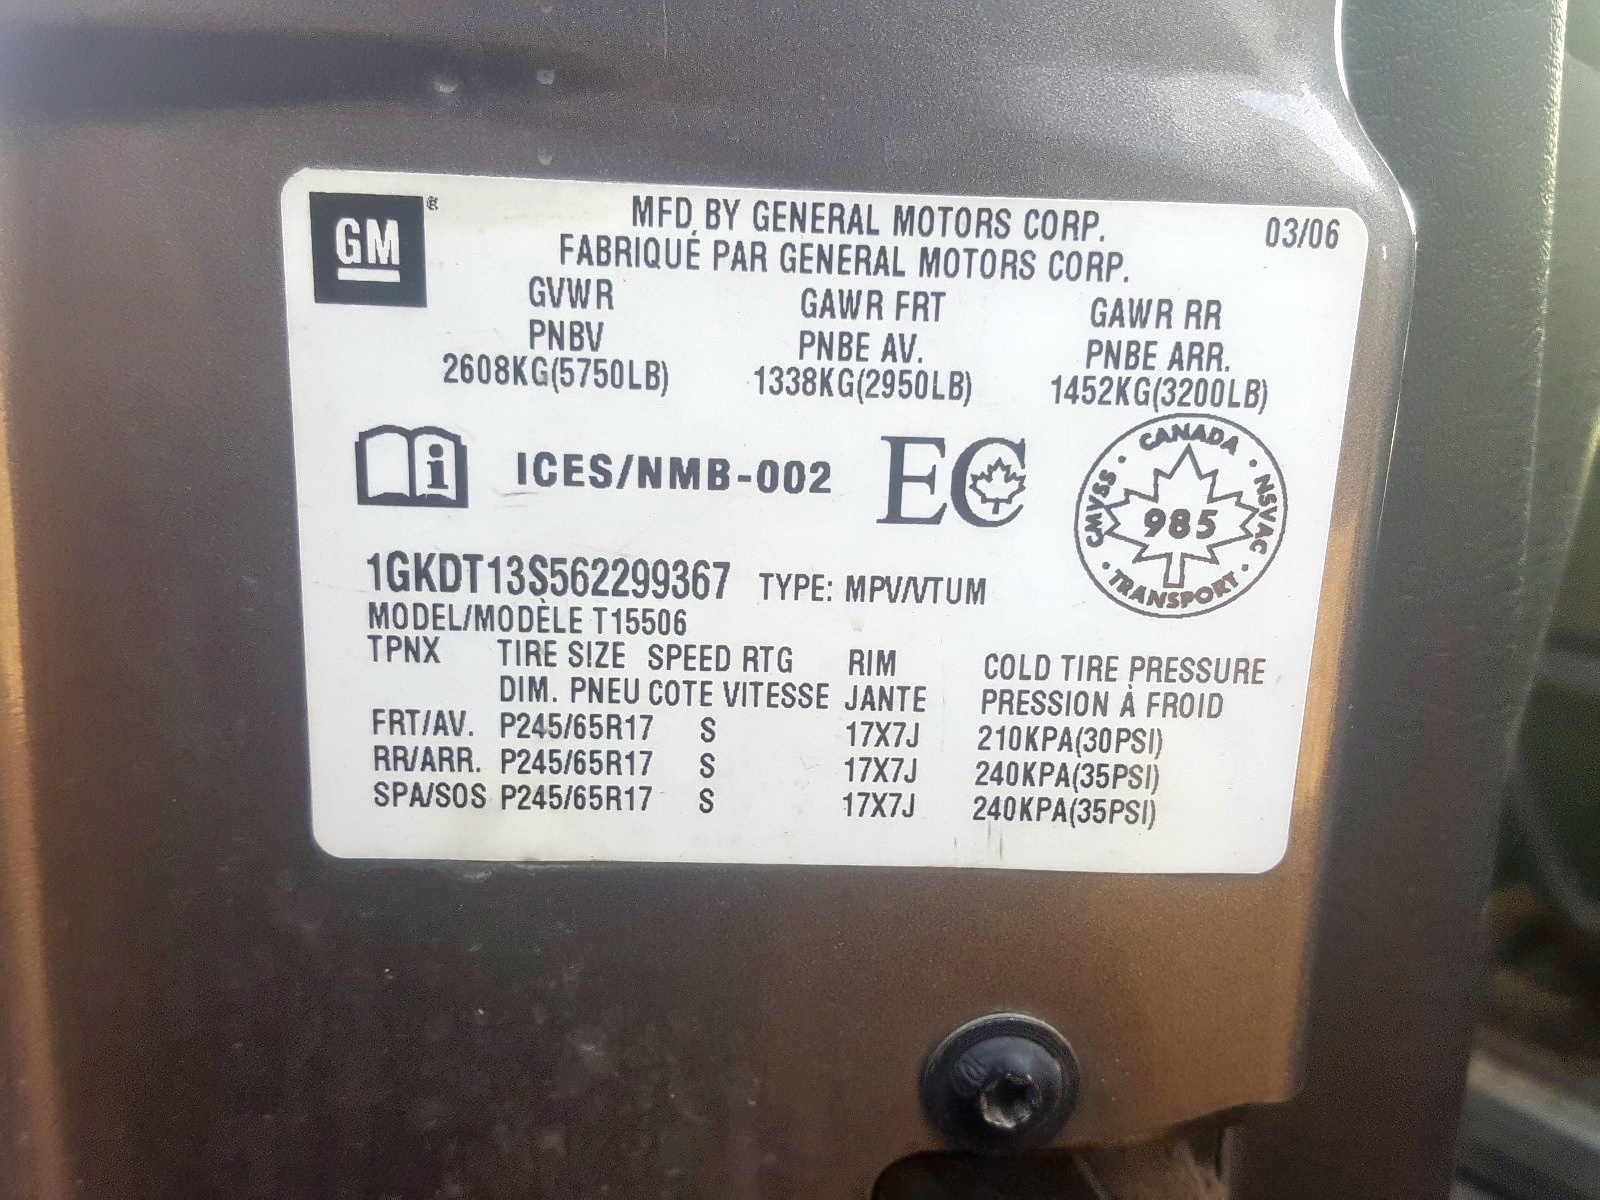 GM
MFD BY GENERAL MOTORS CORP. 03/06
FABRIQUÉ PAR GENERAL MOTORS CORP.
GVWR GAWR FRT GAWR RR
PNBV PNBE AV. PNBE ARR.
2608KG(5750LB) 1338KG(2950LB) 1452KG(3200LB)
i ICES/NMB-002 EC
CANADA
CMVSS · 985 · NSVAC
· TRANSPORT ·
1GKDT13S562299367 TYPE: MPV/VTUM
MODEL/MODÈLE T15506
TPNX TIRE SIZE SPEED RTG RIM COLD TIRE PRESSURE
DIM. PNEU COTE VITESSE JANTE PRESSION À FROID
FRT/AV. P245/65R17 S 17X7J 210KPA(30PSI)
RR/ARR. P245/65R17 S 17X7J 240KPA(35PSI)
SPA/SOS P245/65R17 S 17X7J 240KPA(35PSI)